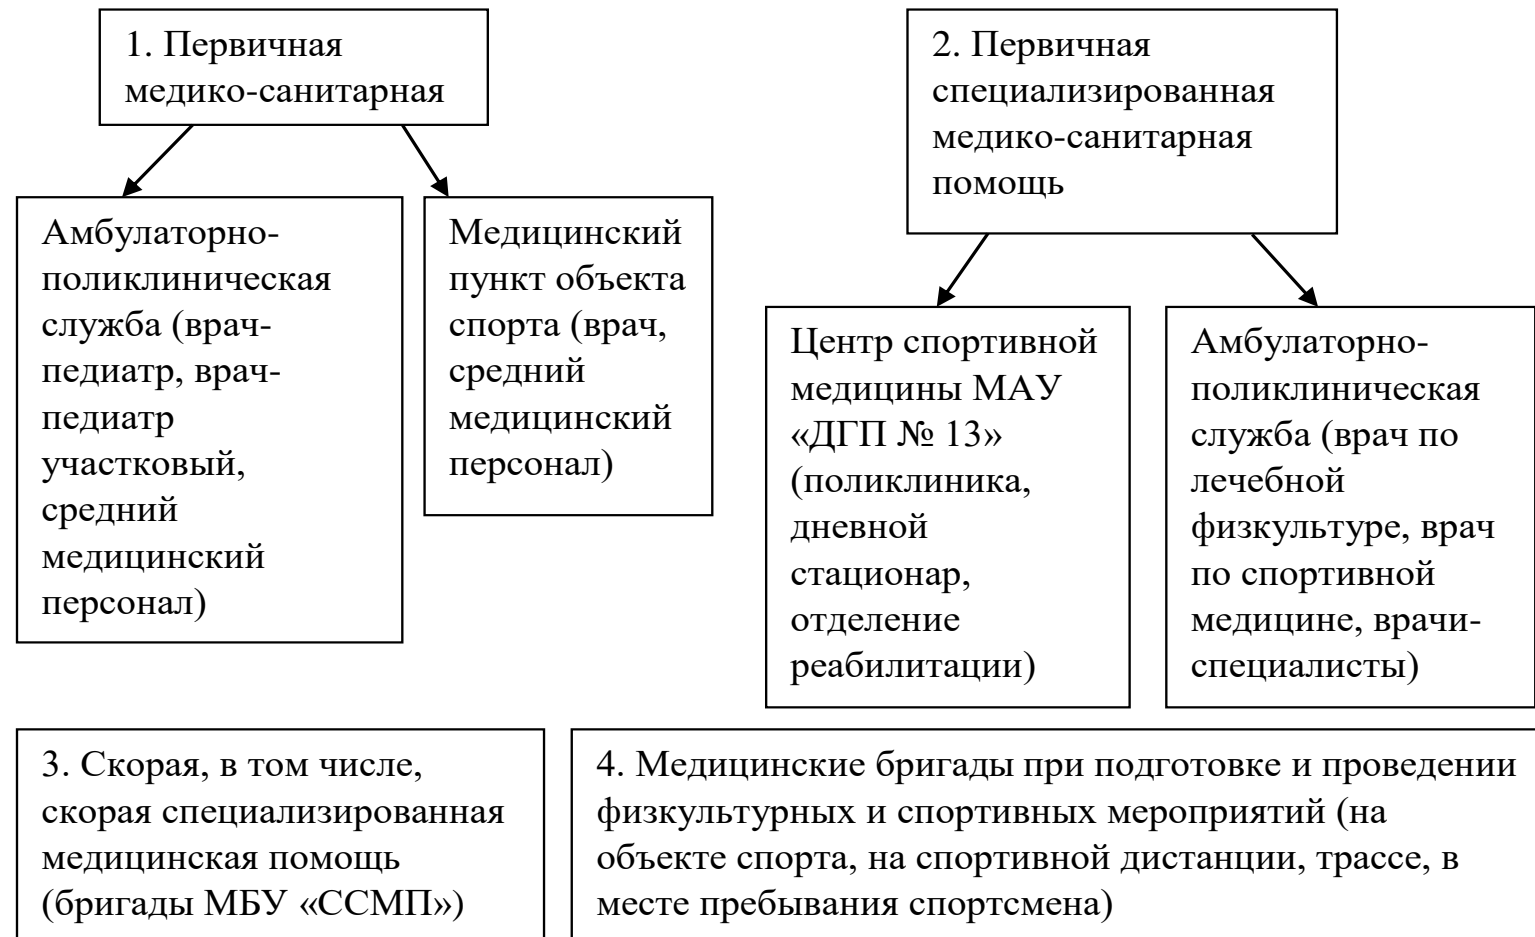 1. Первичная
медико-санитарная
2. Первичная
специализированная
медико-санитарная
помощь
Амбулаторно-
поликлиническая
служба (врач-
педиатр, врач-
педиатр
участковый,
средний
медицинский
персонал)
Медицинский
пункт объекта
спорта (врач,
средний
медицинский
персонал)
Центр спортивной
медицины МАУ
«ДГП № 13»
(поликлиника,
дневной
стационар,
отделение
реабилитации)
Амбулаторно-
поликлиническая
служба (врач по
лечебной
физкультуре, врач
по спортивной
медицине, врачи-
специалисты)
3. Скорая, в том числе,
скорая специализированная
медицинская помощь
(бригады МБУ «ССМП»)
4. Медицинские бригады при подготовке и проведении
физкультурных и спортивных мероприятий (на
объекте спорта, на спортивной дистанции, трассе, в
месте пребывания спортсмена)